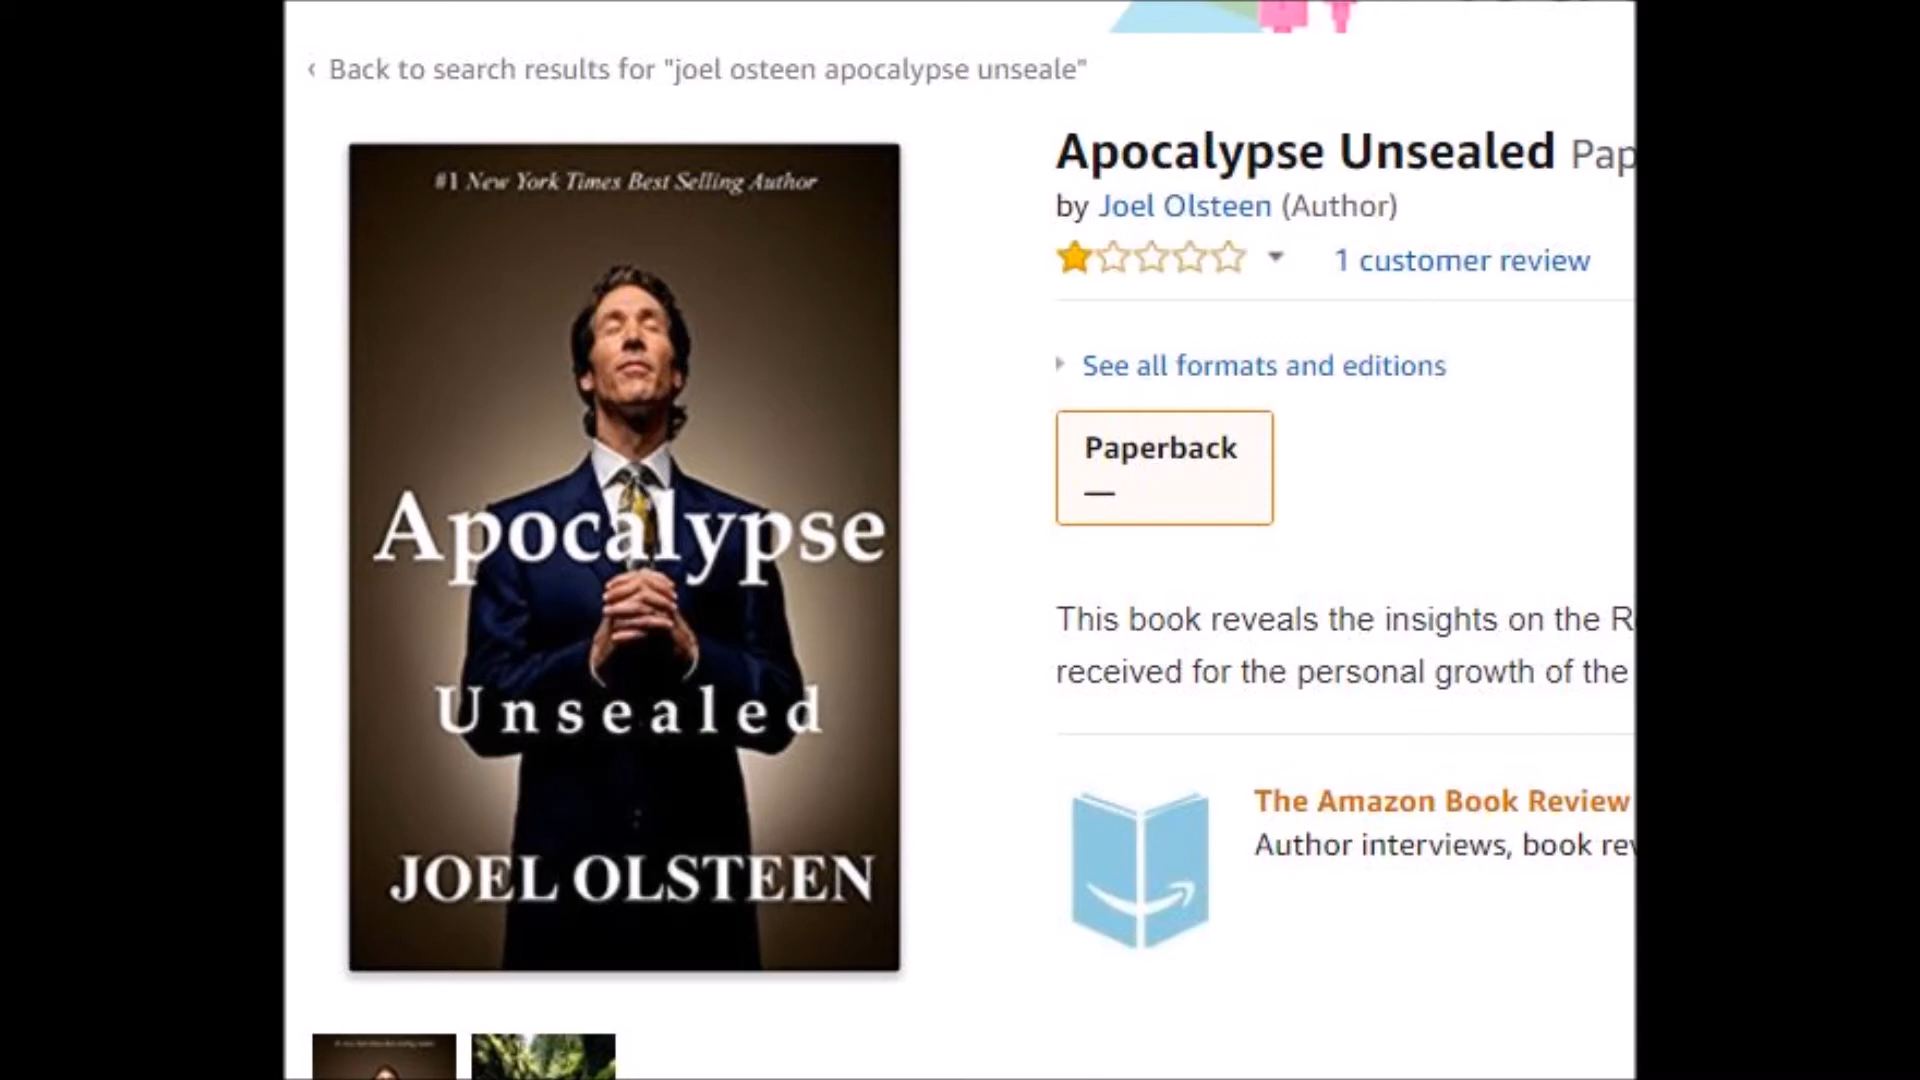 ‹ Back to search results for "joel osteen apocalypse unseale"
#1 New York Times Best Selling Author
Apocalypse
Unsealed
JOEL OLSTEEN
Apocalypse Unsealed Pap
by Joel Olsteen (Author)
1 customer review
See all formats and editions
Paperback
—
This book reveals the insights on the R
received for the personal growth of the
The Amazon Book Review
Author interviews, book rev